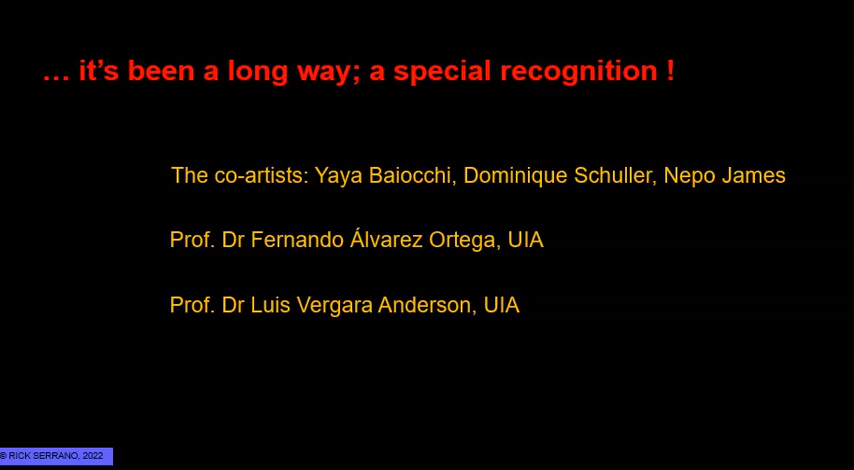 … it’s been a long way; a special recognition !
The co-artists: Yaya Baiocchi, Dominique Schuller, Nepo James
Prof. Dr Fernando Álvarez Ortega, UIA
Prof. Dr Luis Vergara Anderson, UIA
© RICK SERRANO, 2022